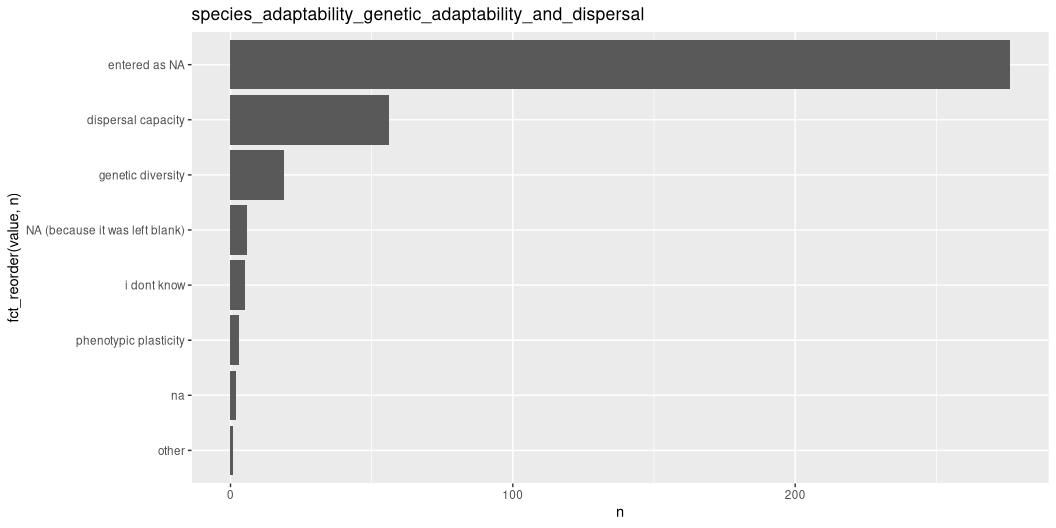 species_adaptability_genetic_adaptability_and_dispersal
fct_reorder(value, n)
entered as NA
dispersal capacity
genetic diversity
NA (because it was left blank)
i dont know
phenotypic plasticity
na
other
0 100 200
n